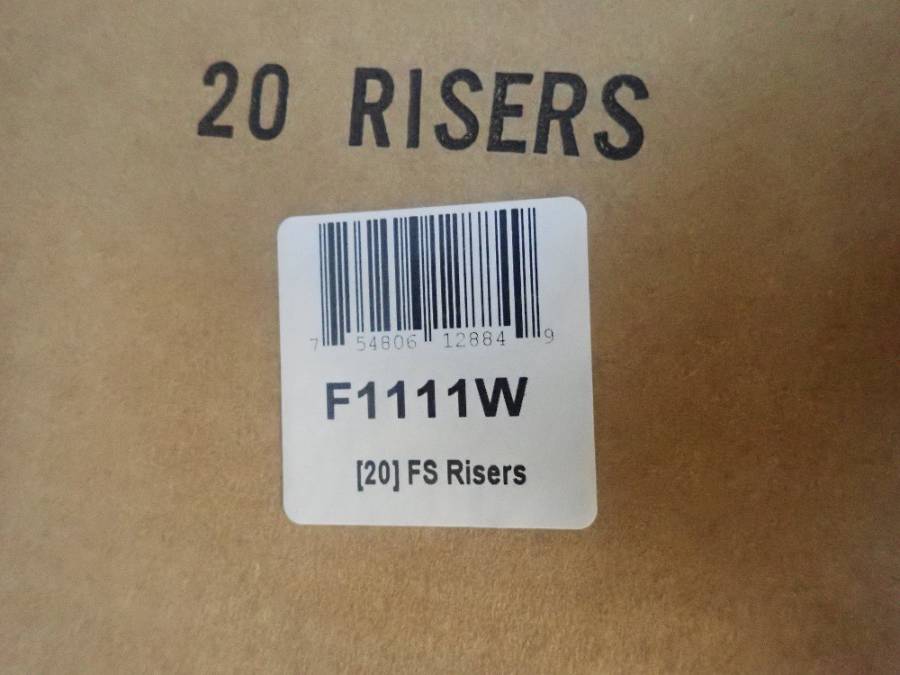 20 RISERS
7 54806 12884 9
F1111W
[20] FS Risers